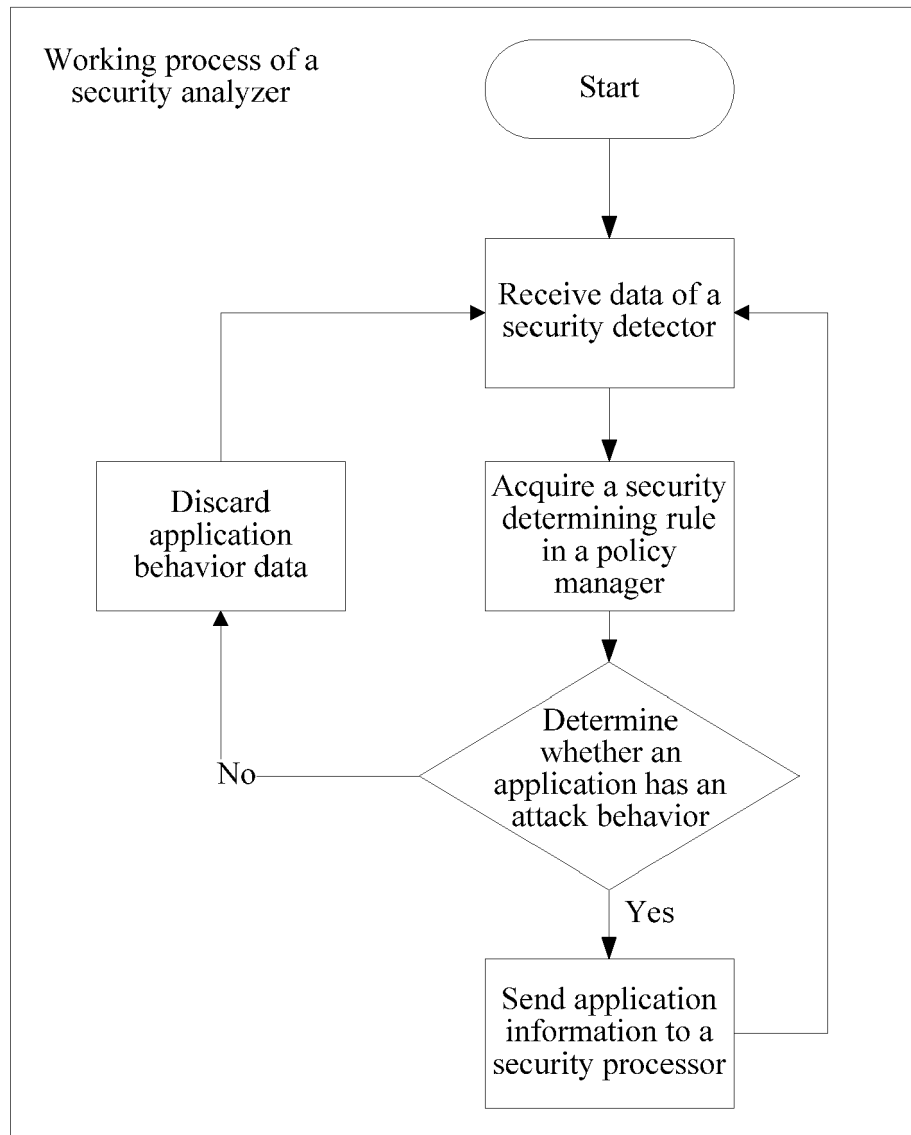 Working process of a
security analyzer
Start
Receive data of a
security detector
Discard
application
behavior data
Acquire a security
determining rule
in a policy
manager
Determine
whether an
application has an
attack behavior
No
Yes
Send application
information to a
security processor